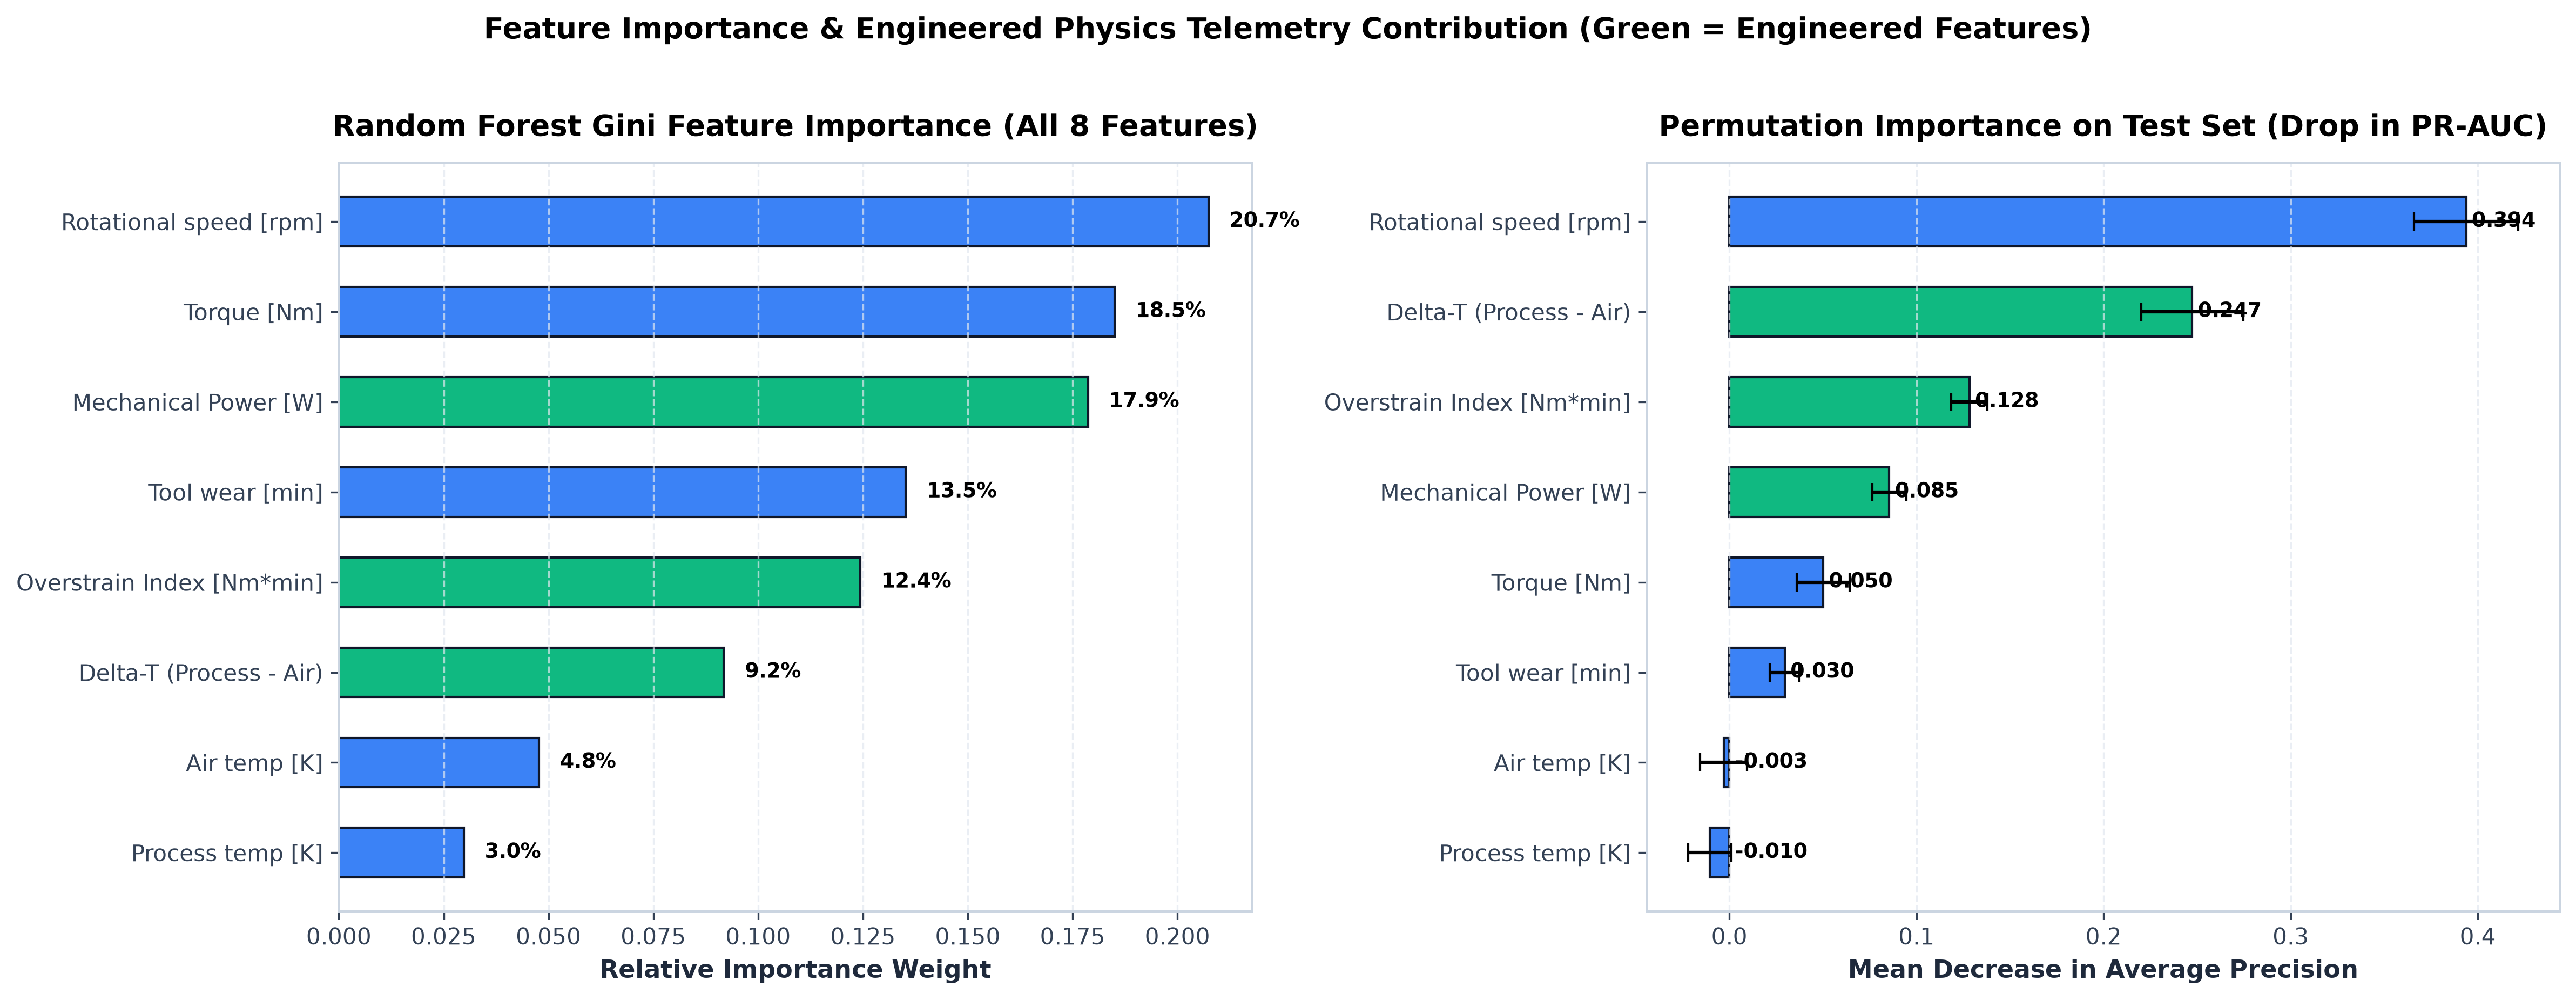 Feature Importance & Engineered Physics Telemetry Contribution (Green = Engineered Features)
Random Forest Gini Feature Importance (All 8 Features)
Rotational speed [rpm]
20.7%
Torque [Nm]
18.5%
Mechanical Power [W]
17.9%
Tool wear [min]
13.5%
Overstrain Index [Nm*min]
12.4%
Delta-T (Process - Air)
9.2%
Air temp [K]
4.8%
Process temp [K]
3.0%
0.000 0.025 0.050 0.075 0.100 0.125 0.150 0.175 0.200
Relative Importance Weight
Permutation Importance on Test Set (Drop in PR-AUC)
Rotational speed [rpm]
0.394
Delta-T (Process - Air)
0.247
Overstrain Index [Nm*min]
0.128
Mechanical Power [W]
0.085
Torque [Nm]
0.050
Tool wear [min]
0.030
Air temp [K]
-0.003
Process temp [K]
-0.010
0.0 0.1 0.2 0.3 0.4
Mean Decrease in Average Precision